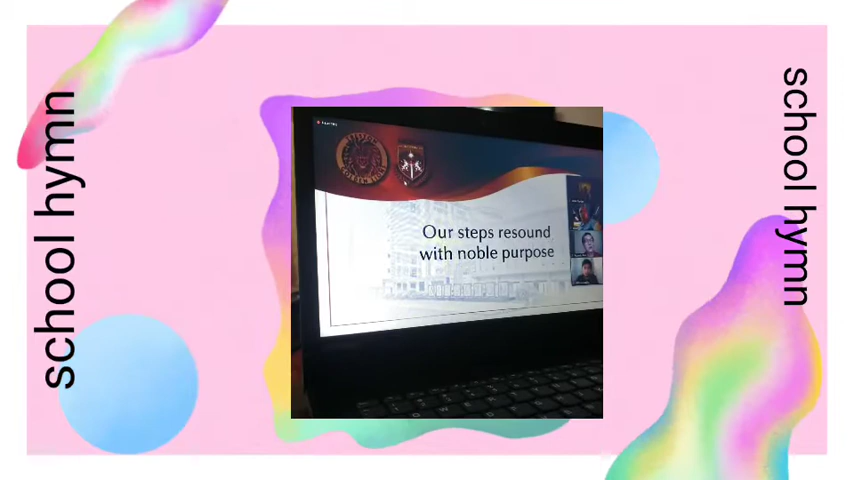 school hymn
Our steps resound
with noble purpose
school hymn